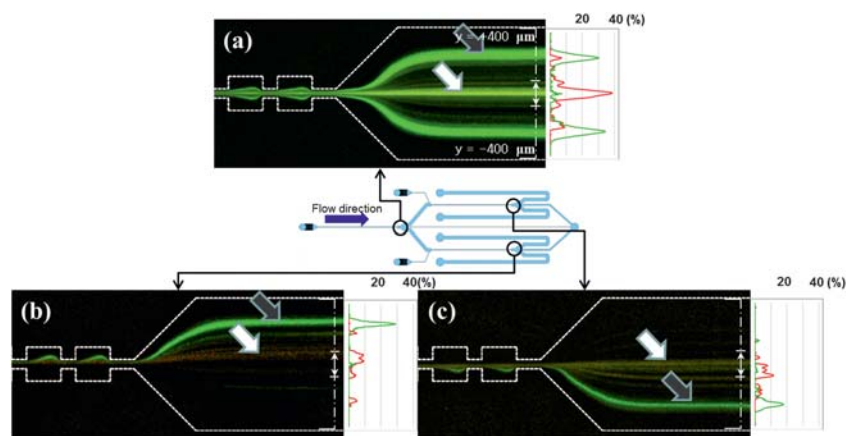 20 40 (%)
(a)
y = −400 μm
y = −400 μm
Flow direction
20 40(%)
20 40 (%)
(b)
(c)